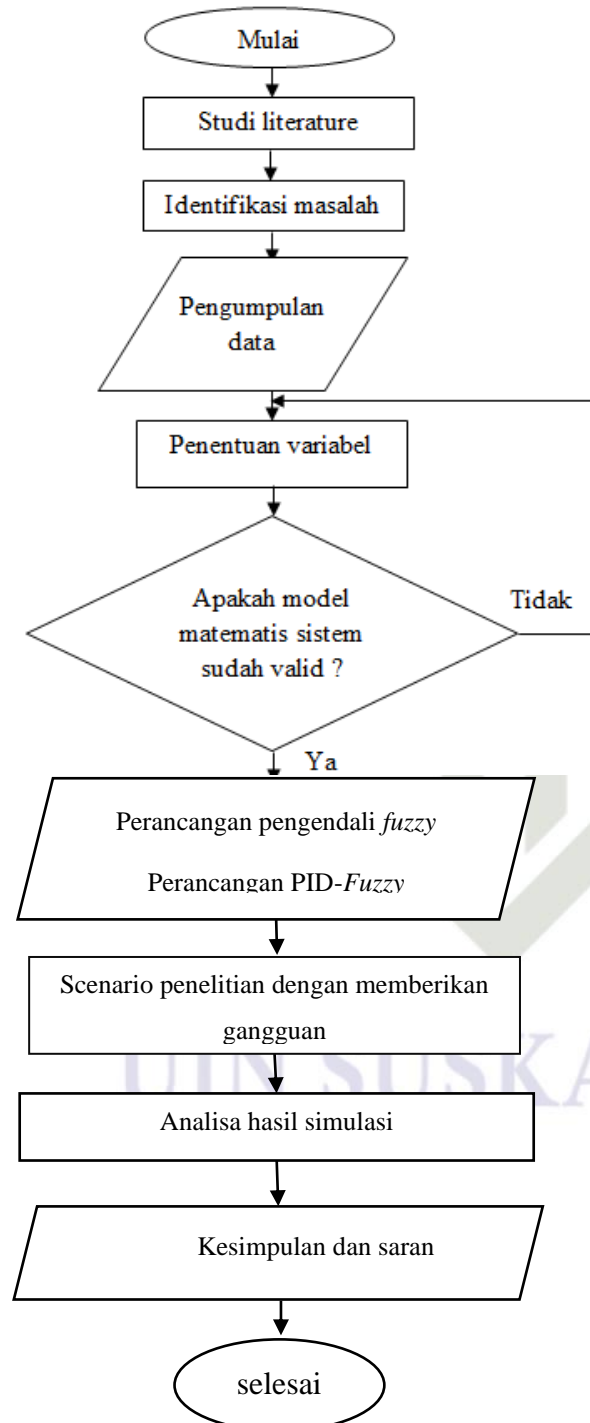 Mulai
Studi literature
Identifikasi masalah
Pengumpulan
data
Penentuan variabel
Apakah model
matematis sistem
sudah valid ?
Tidak
Ya
Perancangan pengendali fuzzy
Perancangan PID-Fuzzy
Scenario penelitian dengan memberikan
gangguan
UIN SUSKA
Analisa hasil simulasi
Kesimpulan dan saran
selesai